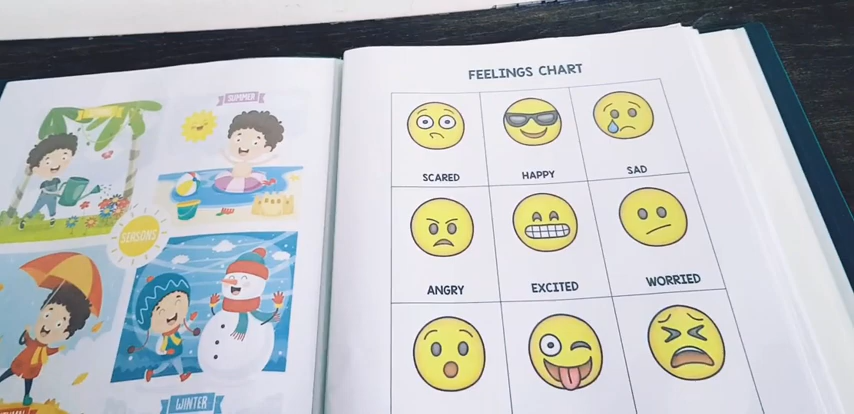 SUMMER
SEASONS
WINTER
FEELINGS CHART
SCARED HAPPY SAD
ANGRY EXCITED WORRIED